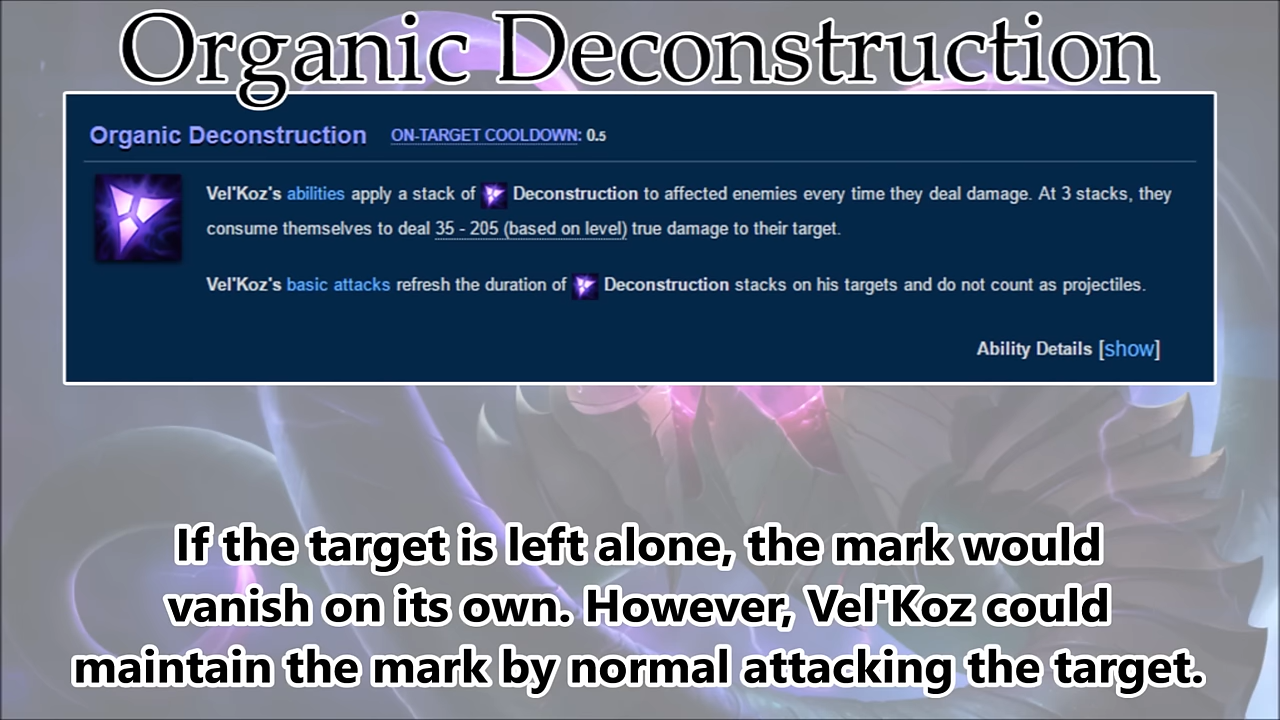 Organic Deconstruction
Organic Deconstruction ON-TARGET COOLDOWN: 0.5
Vel'Koz's abilities apply a stack of Deconstruction to affected enemies every time they deal damage. At 3 stacks, they
consume themselves to deal 35 - 205 (based on level) true damage to their target.
Vel'Koz's basic attacks refresh the duration of Deconstruction stacks on his targets and do not count as projectiles.
Ability Details [show]
If the target is left alone, the mark would
vanish on its own. However, Vel'Koz could
maintain the mark by normal attacking the target.